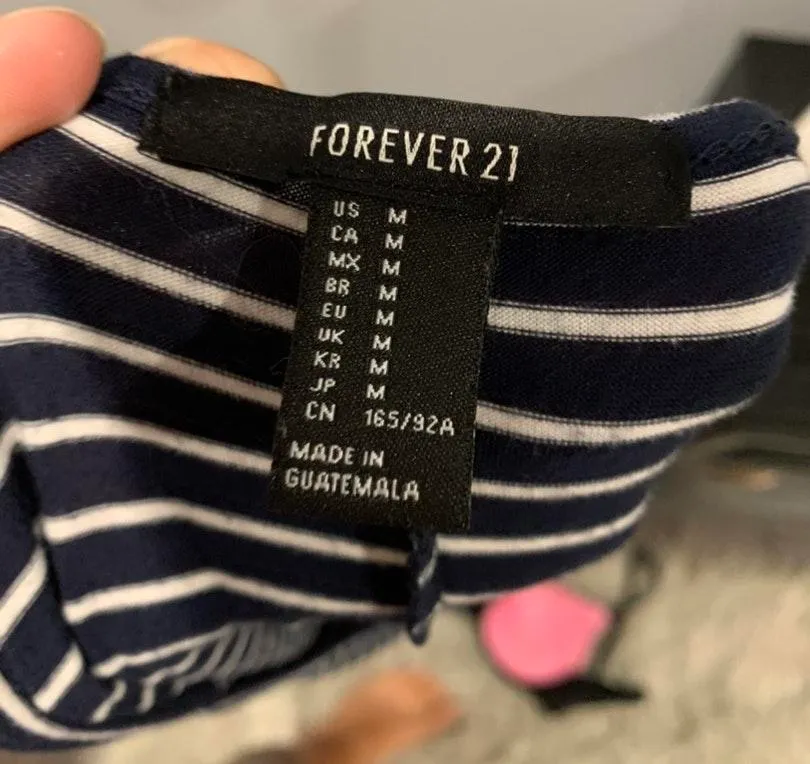 FOREVER 21
US M
CA M
MX M
BR M
EU M
UK M
KR M
JP M
CN 165/92A
MADE IN
GUATEMALA